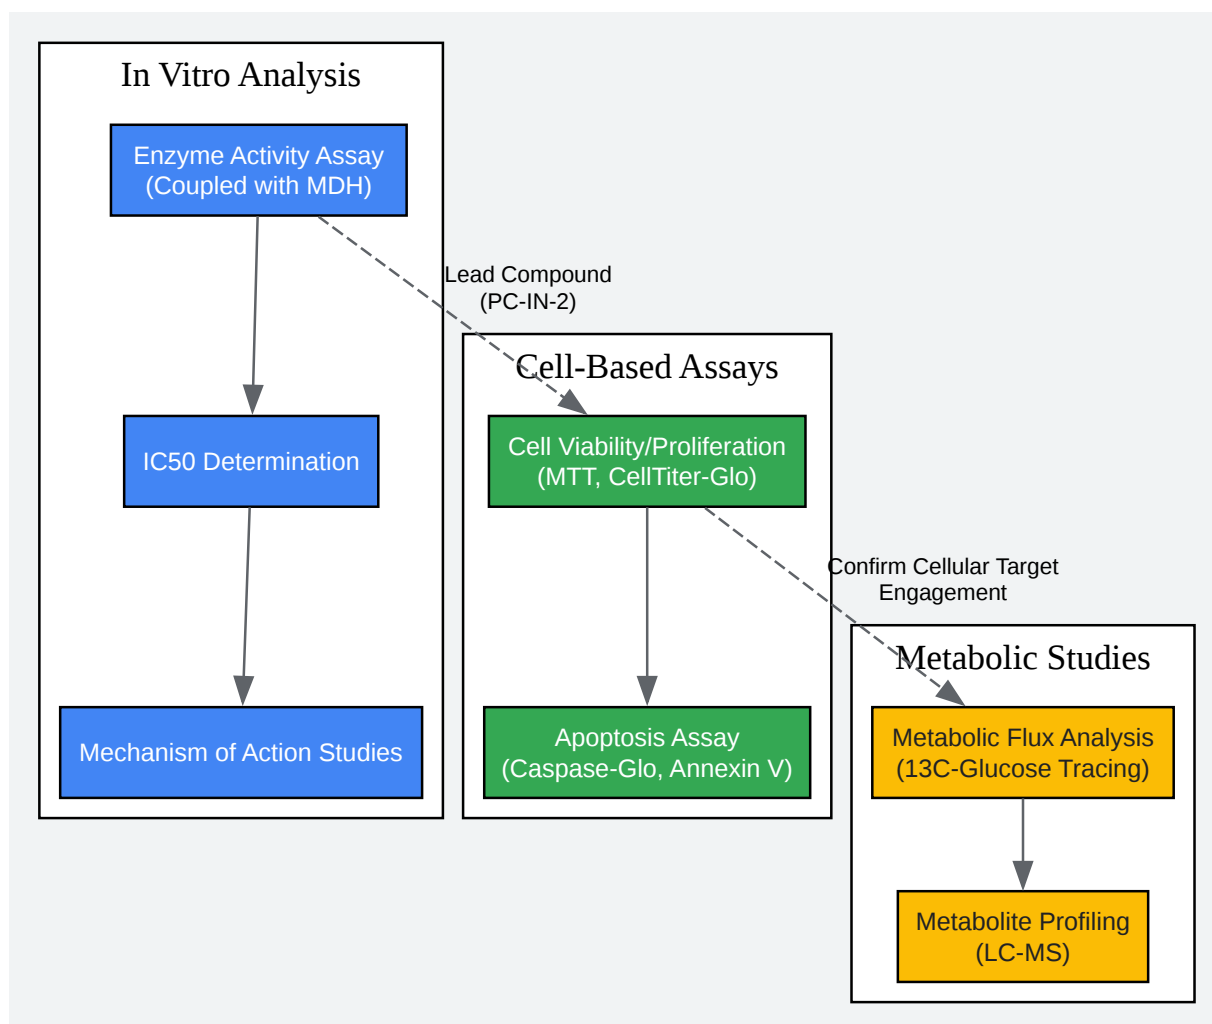 In Vitro Analysis
Enzyme Activity Assay
(Coupled with MDH)
Lead Compound
(PC-IN-2)
Cell-Based Assays
IC50 Determination
Cell Viability/Proliferation
(MTT, CellTiter-Glo)
Confirm Cellular Target
Engagement
Metabolic Studies
Mechanism of Action Studies
Apoptosis Assay
(Caspase-Glo, Annexin V)
Metabolic Flux Analysis
(13C-Glucose Tracing)
Metabolite Profiling
(LC-MS)